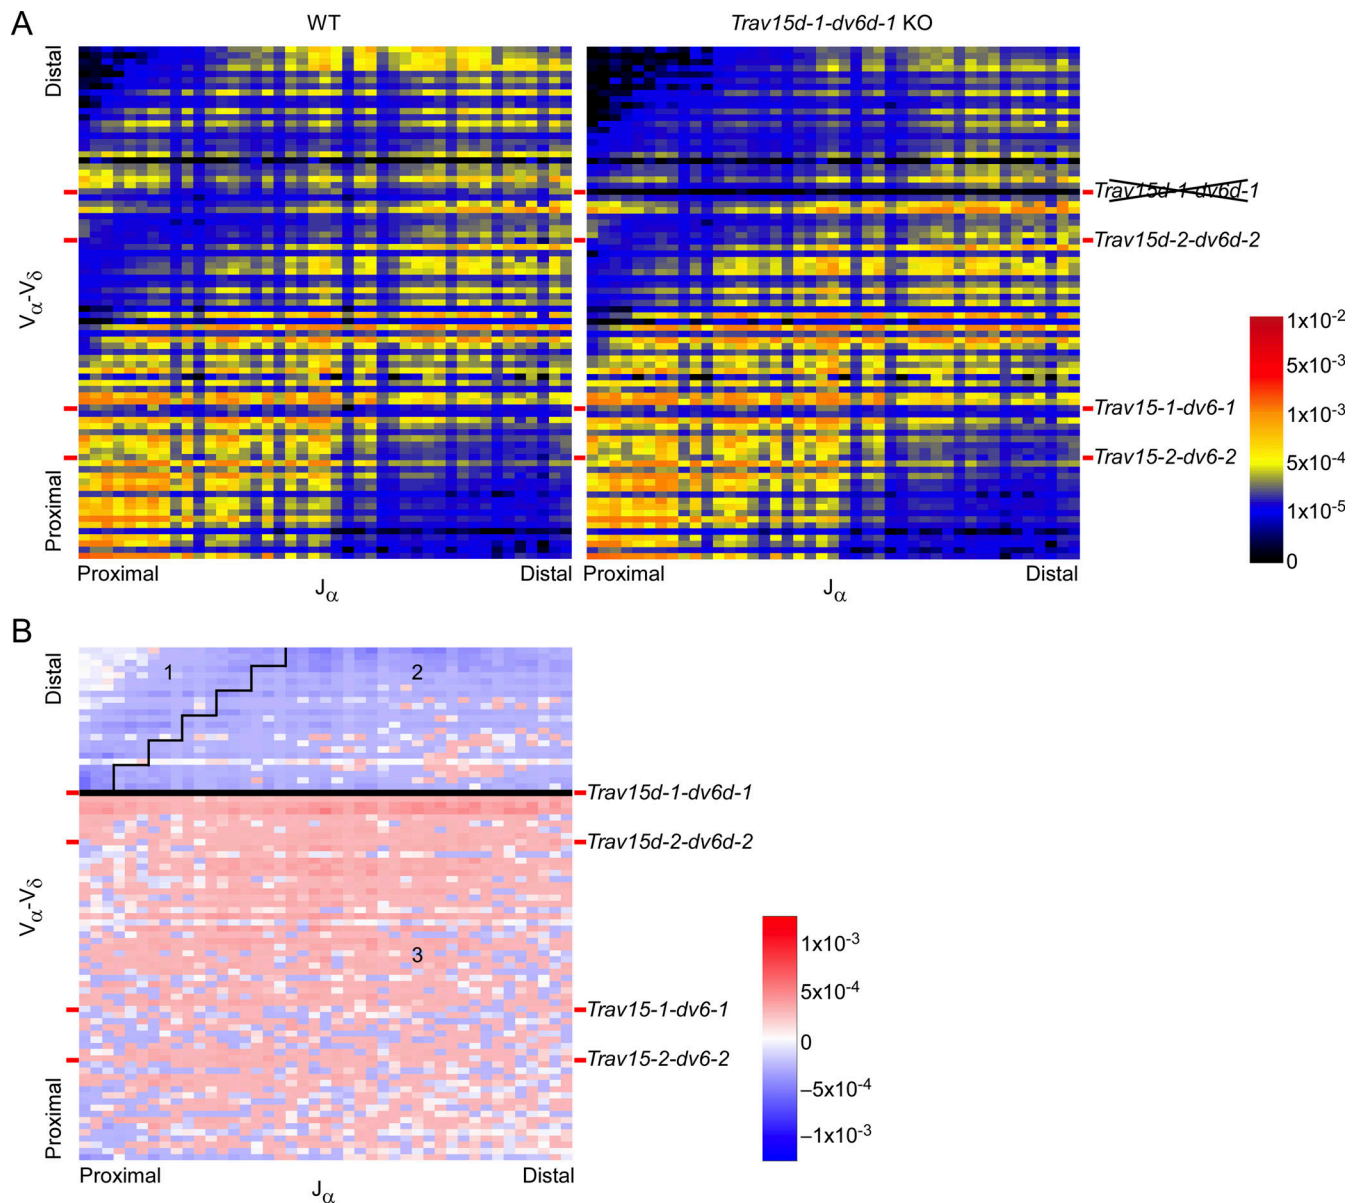 A
WT
Trav15d-1-dv6d-1 KO
Distal
Vα-Vδ
Proximal
Trav15d-1-dv6d-1
Trav15d-2-dv6d-2
Trav15-1-dv6-1
Trav15-2-dv6-2
1x10-2
5x10-3
1x10-3
5x10-4
1x10-5
0
Proximal
Jα
Distal
Proximal
Jα
Distal
B
Distal
Vα-Vδ
Proximal
1
2
3
Trav15d-1-dv6d-1
Trav15d-2-dv6d-2
Trav15-1-dv6-1
Trav15-2-dv6-2
1x10-3
5x10-4
0
–5x10-4
–1x10-3
Proximal
Jα
Distal